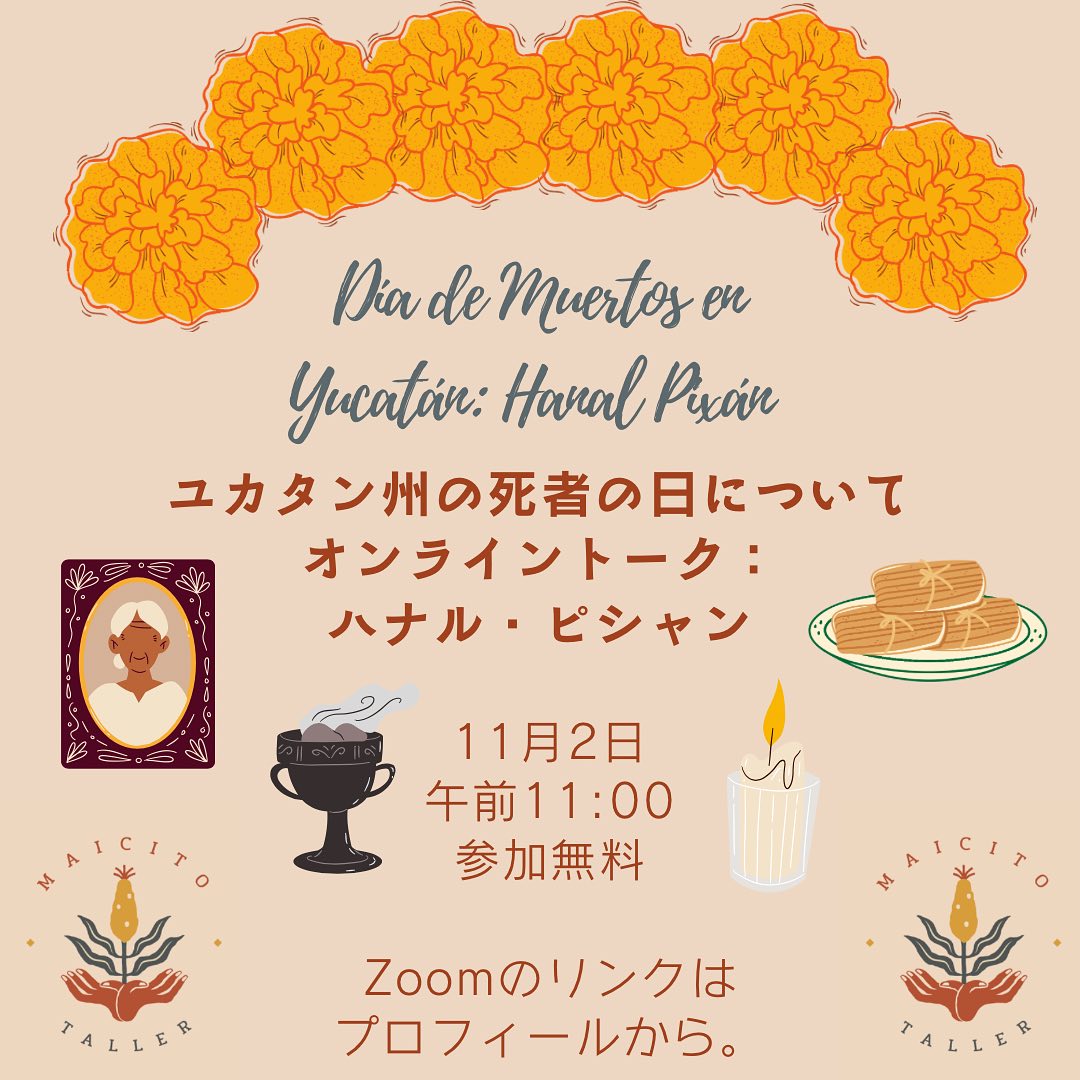 Día de Muertos en
Yucatán: Hanal Pixán
ユカタン州の死者の日について
オンライントーク：
ハナル・ピシャン
11月2日
午前11:00
参加無料
MAICITO
TALLER
MAICITO
TALLER
Zoomのリンクは
プロフィールから。